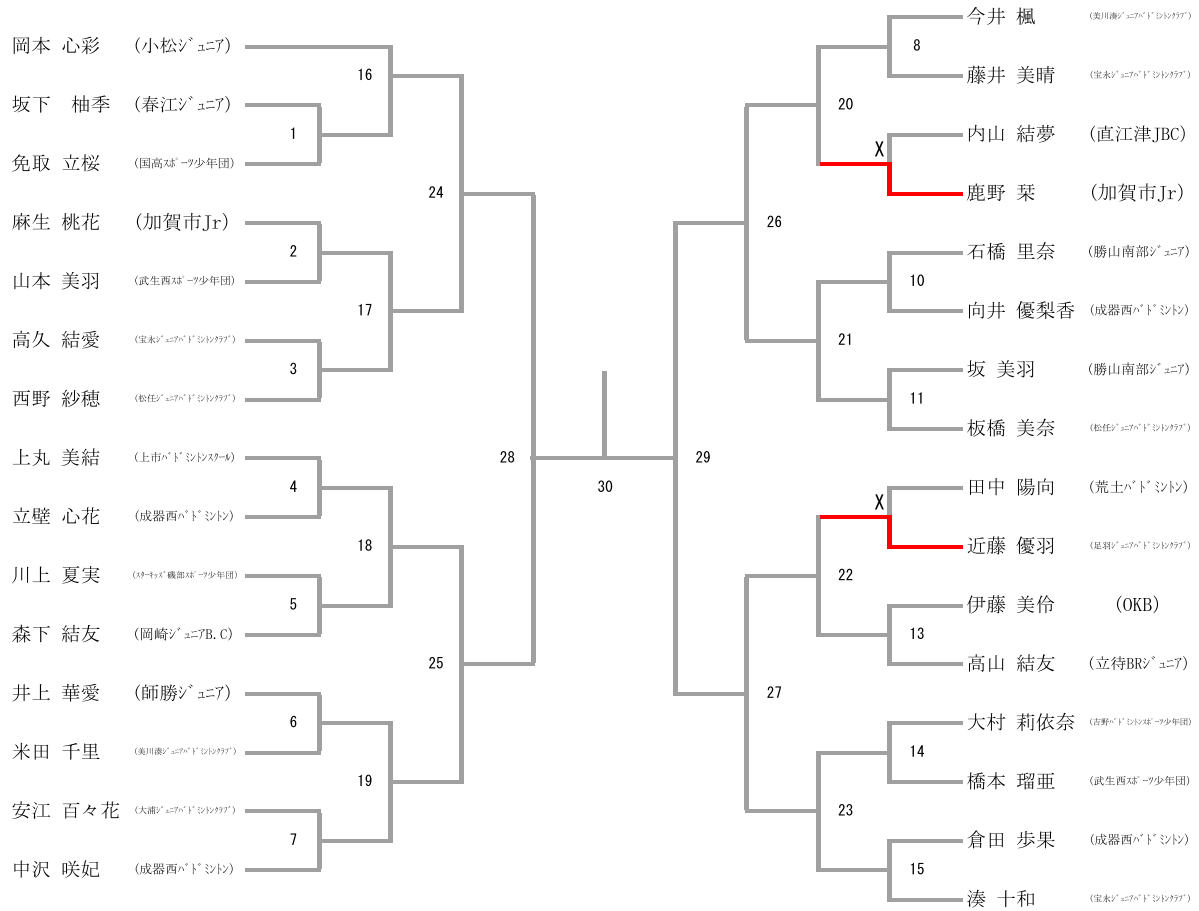 岡本 心彩 (小松ジュニア)
坂下 柚季 (春江ジュニア)
免取 立桜 (国高スポーツ少年団)
麻生 桃花 (加賀市Jr)
山本 美羽 (武生西スポーツ少年団)
高久 結愛 (宝永ジュニアバドミントンクラブ)
西野 紗穂 (松任ジュニアバドミントンクラブ)
上丸 美結 (上市バドミントンスクール)
立壁 心花 (成器西バドミントン)
川上 夏実 (スターキッズ磯部スポーツ少年団)
森下 結友 (岡崎ジュニアB.C)
井上 華愛 (師勝ジュニア)
米田 千里 (美川湊ジュニアバドミントンクラブ)
安江 百々花 (大浦ジュニアバドミントンクラブ)
中沢 咲妃 (成器西バドミントン)
1
2
3
4
5
6
7
16
17
18
19
24
25
28
30
29
26
27
20
21
22
23
8
X
10
11
X
13
14
15
今井 楓 (美川湊ジュニアバドミントンクラブ)
藤井 美晴 (宝永ジュニアバドミントンクラブ)
内山 結夢 (直江津JBC)
鹿野 栞 (加賀市Jr)
石橋 里奈 (勝山南部ジュニア)
向井 優梨香 (成器西バドミントン)
坂 美羽 (勝山南部ジュニア)
板橋 美奈 (松任ジュニアバドミントンクラブ)
田中 陽向 (荒土バドミントン)
近藤 優羽 (足羽ジュニアバドミントンクラブ)
伊藤 美伶 (OKB)
高山 結友 (立待BRジュニア)
大村 莉依奈 (吉野バドミントンスポーツ少年団)
橋本 瑠亜 (武生西スポーツ少年団)
倉田 歩果 (成器西バドミントン)
湊 十和 (宝永ジュニアバドミントンクラブ)